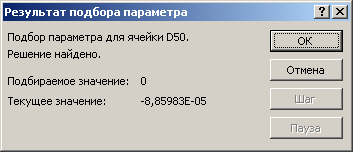 Результат подбора параметра
Подбор параметра для ячейки D50.
Решение найдено.
Подбираемое значение: 0
Текущее значение: -8,85983E-05
OK
Отмена
Шаг
Пауза